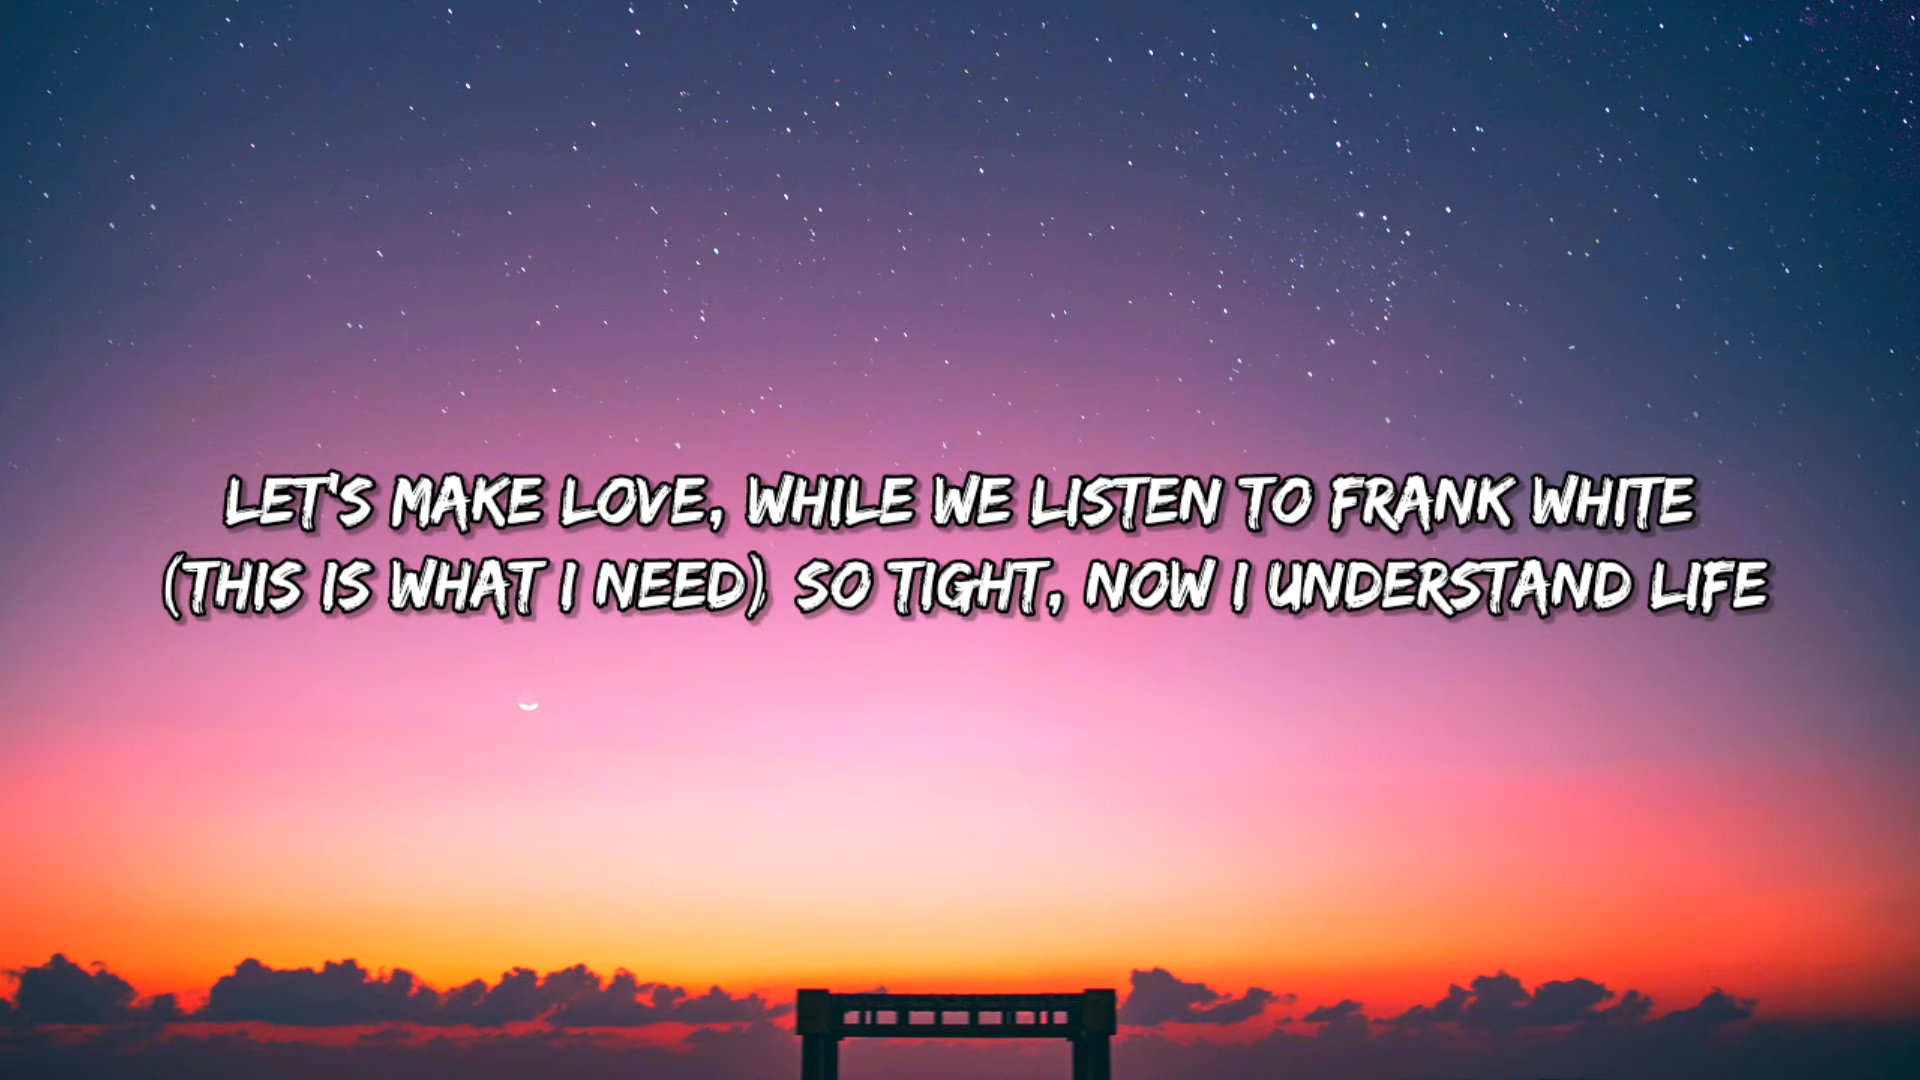 LET'S MAKE LOVE, WHILE WE LISTEN TO FRANK WHITE
(THIS IS WHAT I NEED) SO TIGHT, NOW I UNDERSTAND LIFE